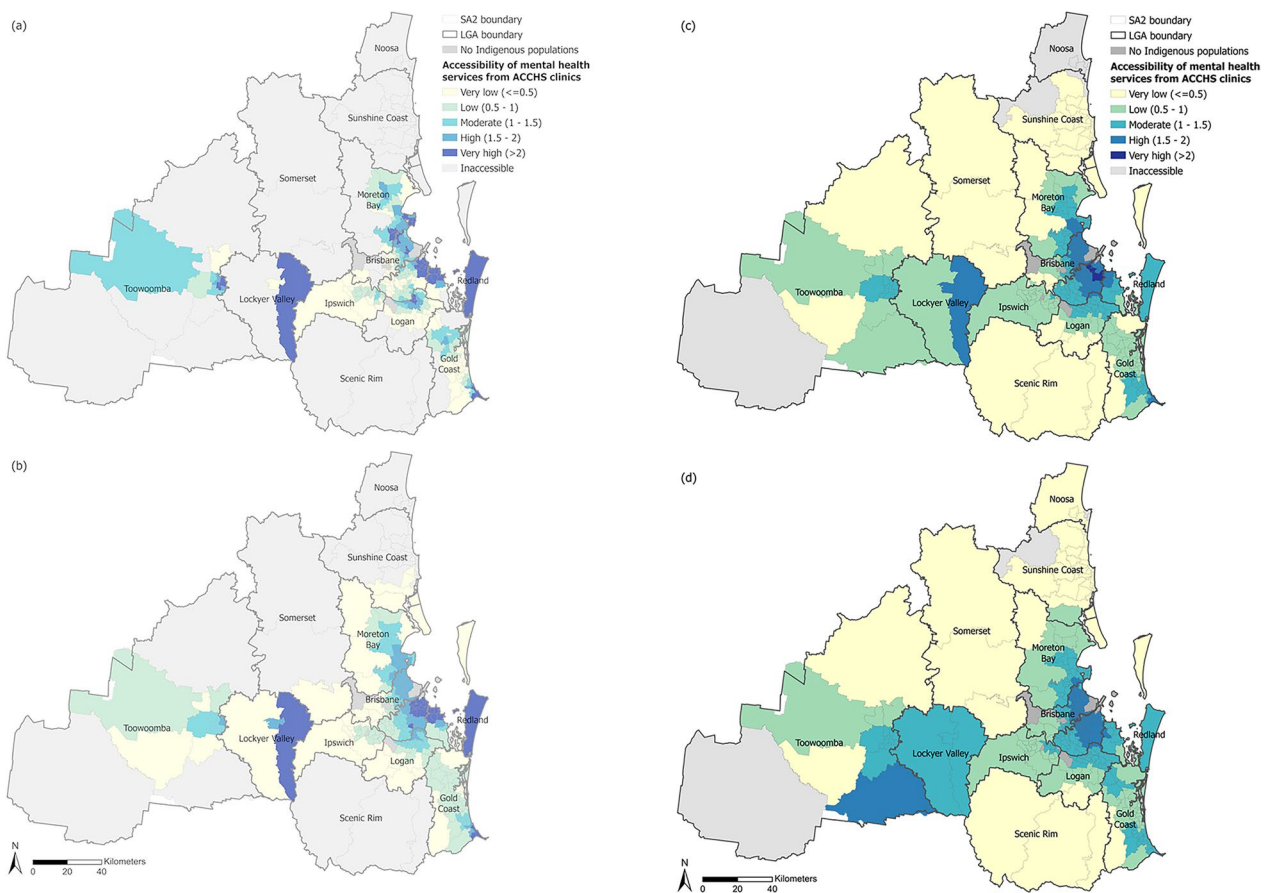 (a)
SA2 boundary
LGA boundary
No Indigenous populations
Accessibility of mental health
services from ACCHS clinics
Very low (<=0.5)
Low (0.5 - 1)
Moderate (1 - 1.5)
High (1.5 - 2)
Very high (>2)
Inaccessible
Noosa
Sunshine Coast
Somerset
Moreton
Bay
Brisbane
Redland
Toowoomba
Lockyer Valley
Ipswich
Logan
Gold
Coast
Scenic Rim
(c)
SA2 boundary
LGA boundary
No Indigenous populations
Accessibility of mental health
services from ACCHS clinics
Very low (<=0.5)
Low (0.5 - 1)
Moderate (1 - 1.5)
High (1.5 - 2)
Very high (>2)
Inaccessible
Noosa
Sunshine Coast
Somerset
Moreton
Bay
Brisbane
Redland
Toowoomba
Lockyer Valley
Ipswich
Logan
Gold
Coast
Scenic Rim
(b)
Noosa
Sunshine Coast
Somerset
Moreton
Bay
Brisbane
Redland
Toowoomba
Lockyer Valley
Ipswich
Logan
Gold
Coast
Scenic Rim
N
Kilometers
0 20 40
(d)
Noosa
Sunshine Coast
Somerset
Moreton
Bay
Brisbane
Redland
Toowoomba
Lockyer Valley
Ipswich
Logan
Gold
Coast
Scenic Rim
N
Kilometers
0 20 40